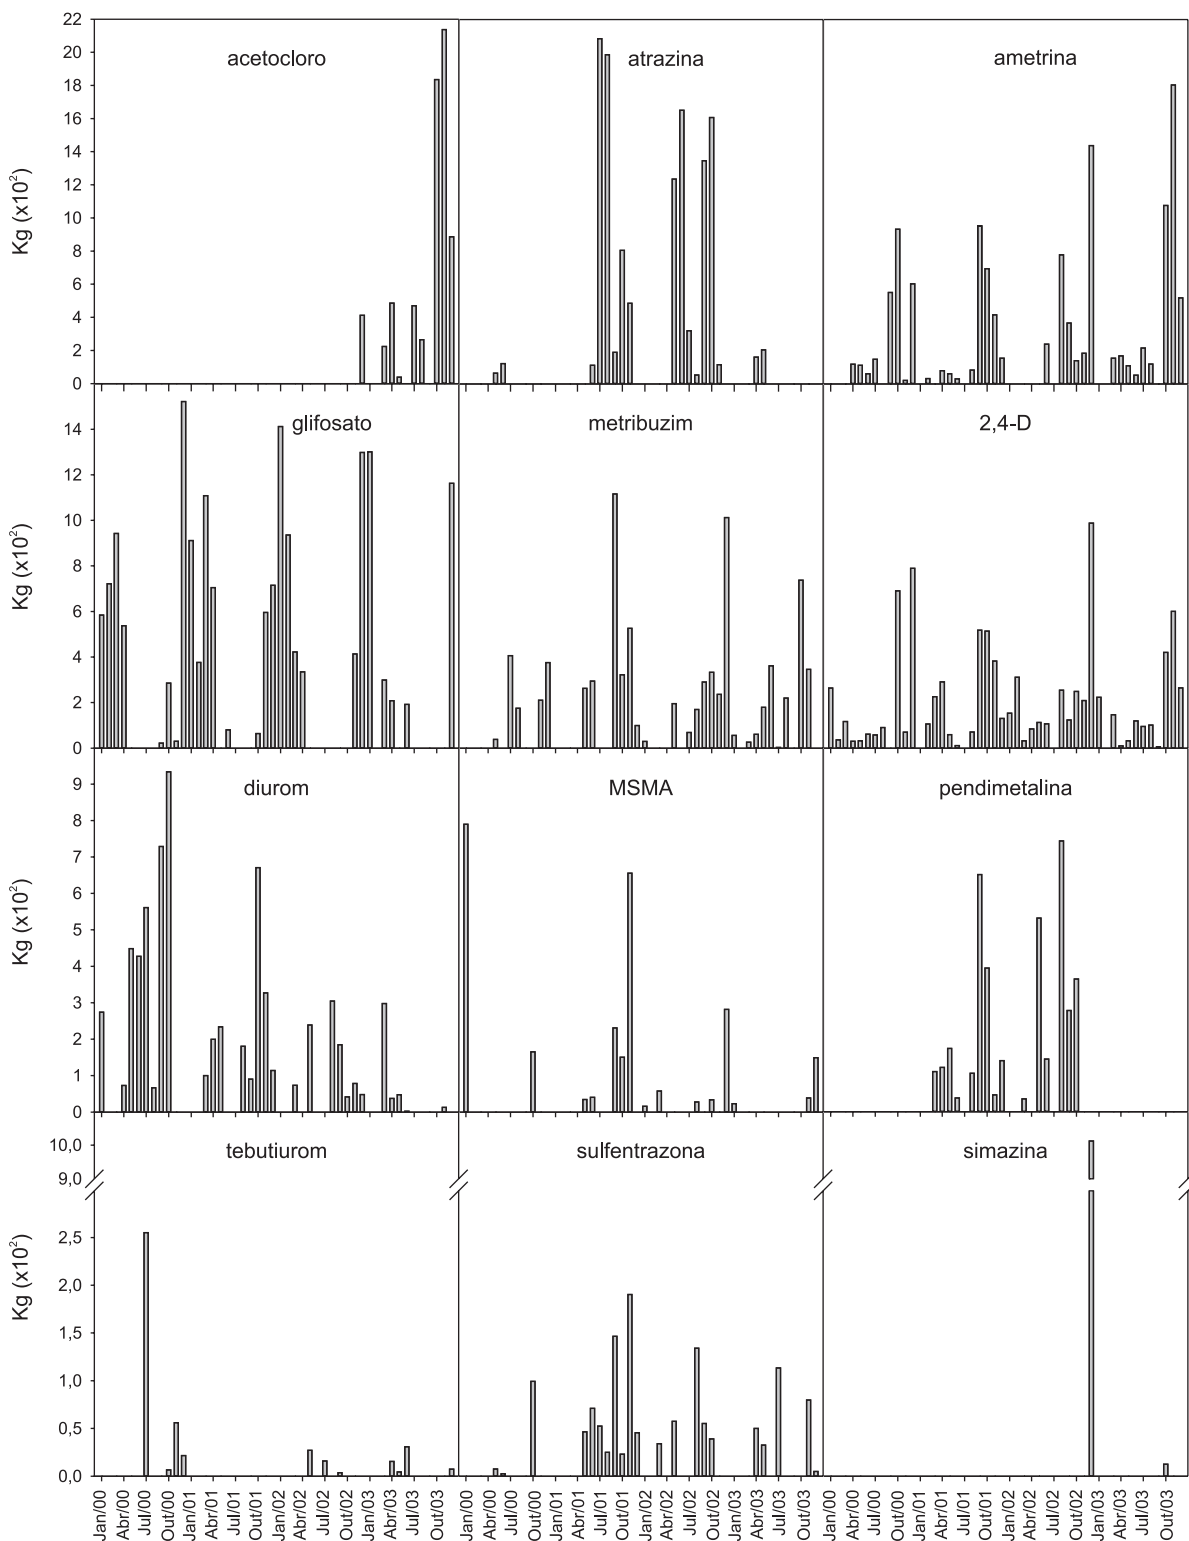 22
20
18
16
14
12
10
8
6
4
2
0
Kg (x10²)
acetocloro
atrazina
ametrina
14
12
10
8
6
4
2
0
Kg (x10²)
glifosato
metribuzim
2,4-D
9
8
7
6
5
4
3
2
1
0
Kg (x10²)
diurom
MSMA
pendimetalina
10,0
9,0
2,5
2,0
1,5
1,0
0,5
0,0
Kg (x10²)
tebutiurom
sulfentrazona
simazina
Jan/00 Abr/00 Jul/00 Out/00 Jan/01 Abr/01 Jul/01 Out/01 Jan/02 Abr/02 Jul/02 Out/02 Jan/03 Abr/03 Jul/03 Out/03
Jan/00 Abr/00 Jul/00 Out/00 Jan/01 Abr/01 Jul/01 Out/01 Jan/02 Abr/02 Jul/02 Out/02 Jan/03 Abr/03 Jul/03 Out/03
Jan/00 Abr/00 Jul/00 Out/00 Jan/01 Abr/01 Jul/01 Out/01 Jan/02 Abr/02 Jul/02 Out/02 Jan/03 Abr/03 Jul/03 Out/03